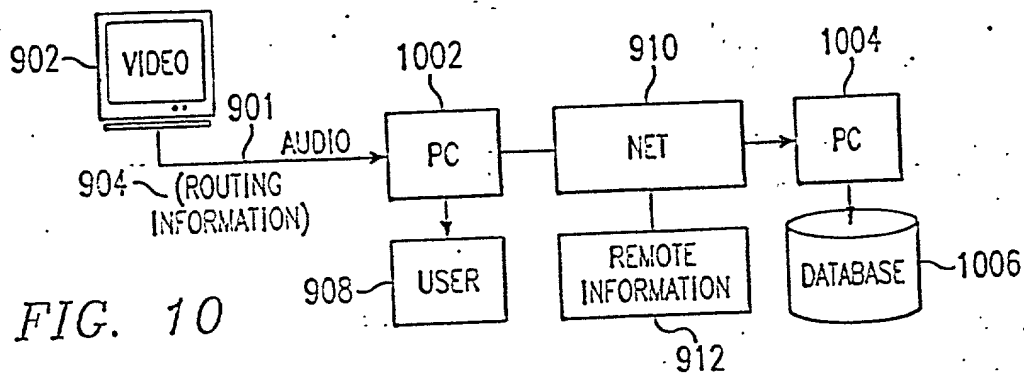 902
VIDEO
901
AUDIO
904
(ROUTING
INFORMATION)
1002
PC
910
NET
1004
PC
908
USER
REMOTE
INFORMATION
912
DATABASE
1006
FIG. 10